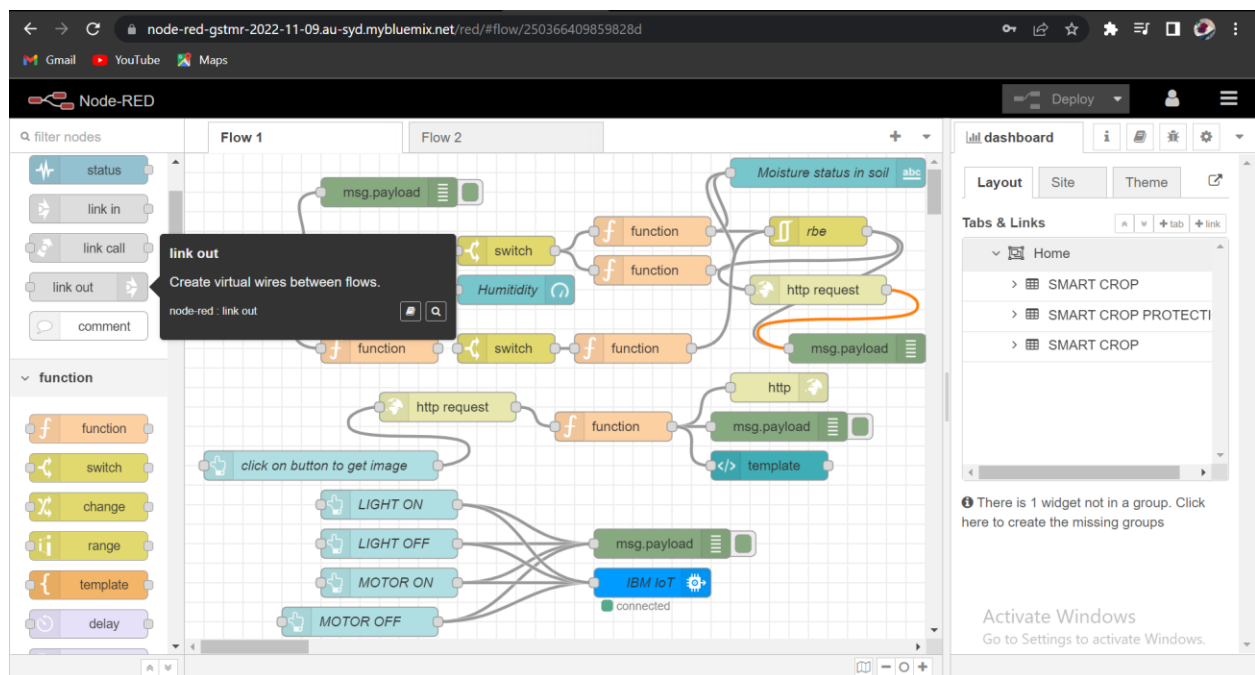 node-red-gstmr-2022-11-09.au-syd.mybluemix.net/red/#flow/250366409859828d
Gmail YouTube Maps
Node-RED
Deploy
filter nodes
status
link in
link call
link out
comment
function
function
switch
change
range
template
delay
link out
Create virtual wires between flows.
node-red : link out
Flow 1
Flow 2
msg.payload
Moisture status in soil
abc
switch
function
function
rbe
Humitidity
http request
function
switch
function
msg.payload
http request
function
http
msg.payload
template
click on button to get image
LIGHT ON
LIGHT OFF
MOTOR ON
MOTOR OFF
msg.payload
IBM IoT
connected
dashboard
Layout
Site
Theme
Tabs & Links
tab
link
Home
SMART CROP
SMART CROP PROTECTI
SMART CROP
There is 1 widget not in a group. Click
here to create the missing groups
Activate Windows
Go to Settings to activate Windows.